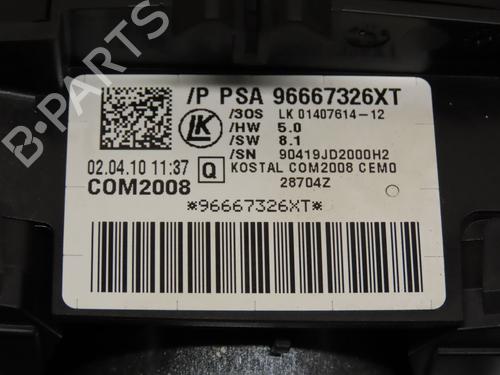 /P PSA 96667326XT
/3OS LK 01407614-12
LK
/HW 5.0
/SW 8.1
/SN 90419JD2000H2
02.04.10 11:37 Q KOSTAL COM2008 CEM0
COM2008 28704Z
*96667326XT*
B-PARTS